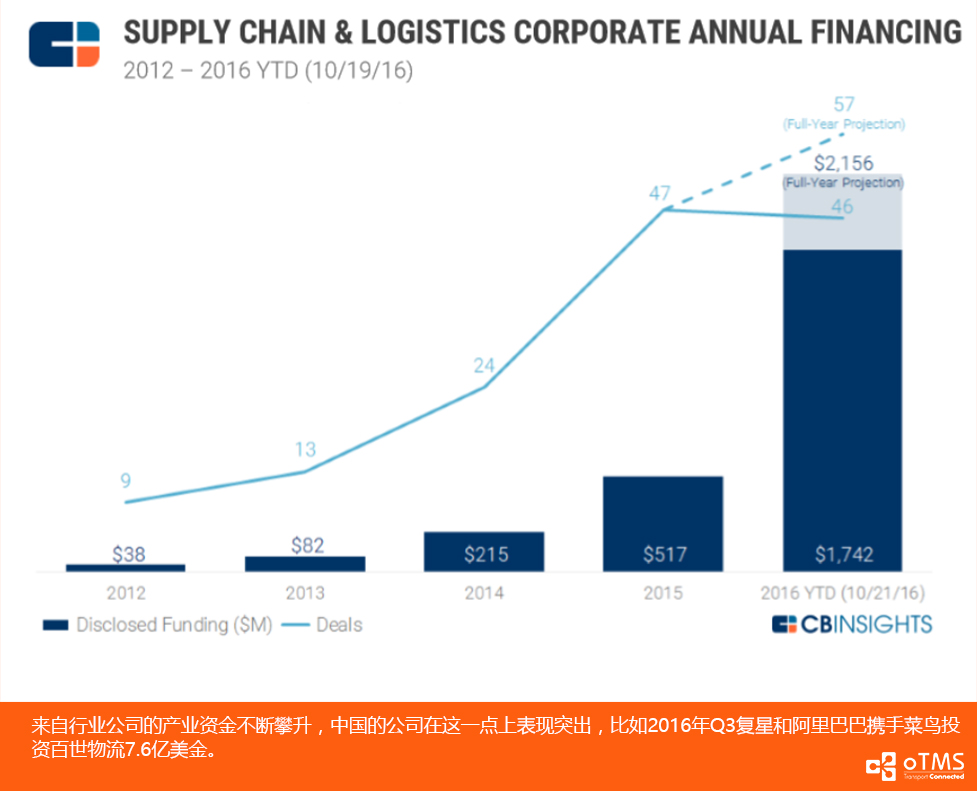 SUPPLY CHAIN & LOGISTICS CORPORATE ANNUAL FINANCING
2012 – 2016 YTD (10/19/16)
57
(Full-Year Projection)
$2,156
(Full-Year Projection)
47
46
24
13
9
$38
$82
$215
$517
$1,742
2012
2013
2014
2015
2016 YTD (10/21/16)
Disclosed Funding ($M)
Deals
CBINSIGHTS
来自行业公司的产业资金不断攀升，中国的公司在这一点上表现突出，比如2016年Q3复星和阿里巴巴携手菜鸟投
资百世物流7.6亿美金。
oTMS
Transport Connected